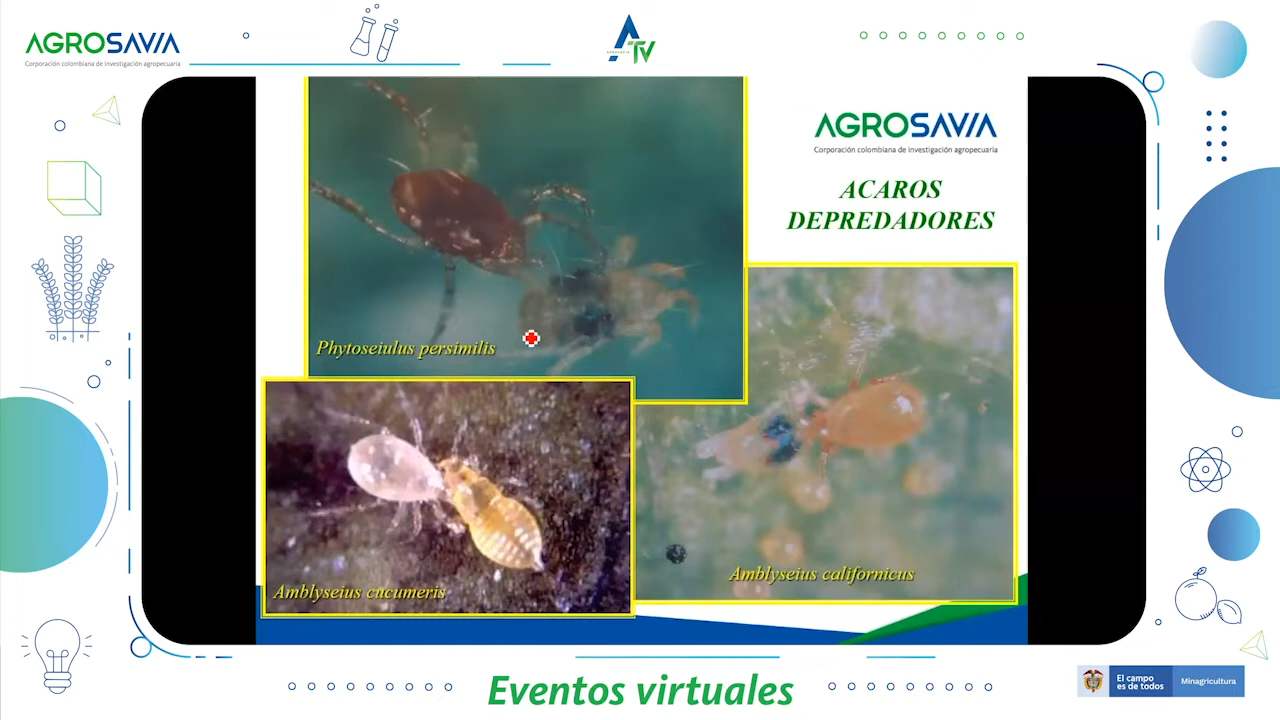 AGROSAVIA
Corporación colombiana de investigación agropecuaria
ATV
AGROSAVIA
Corporación colombiana de investigación agropecuaria
ACAROS
DEPREDADORES
Phytoseiulus persimilis
Amblyseius cucumeris
Amblyseius californicus
Eventos virtuales
El campo
es de todos
Minagricultura